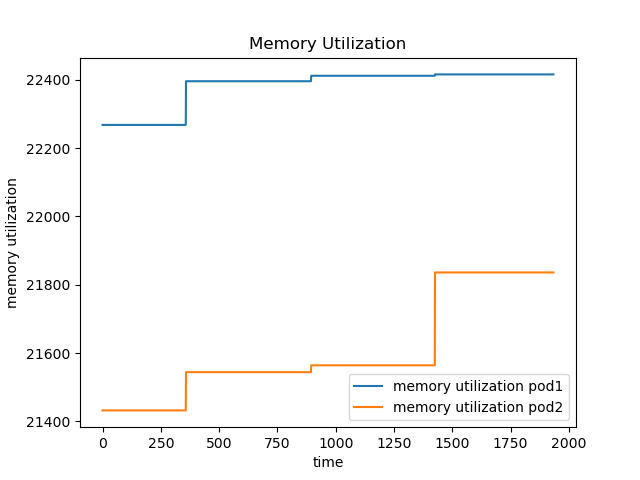 Memory Utilization
22400
22200
22000
21800
21600
21400
memory utilization
memory utilization pod1
memory utilization pod2
0 250 500 750 1000 1250 1500 1750 2000
time